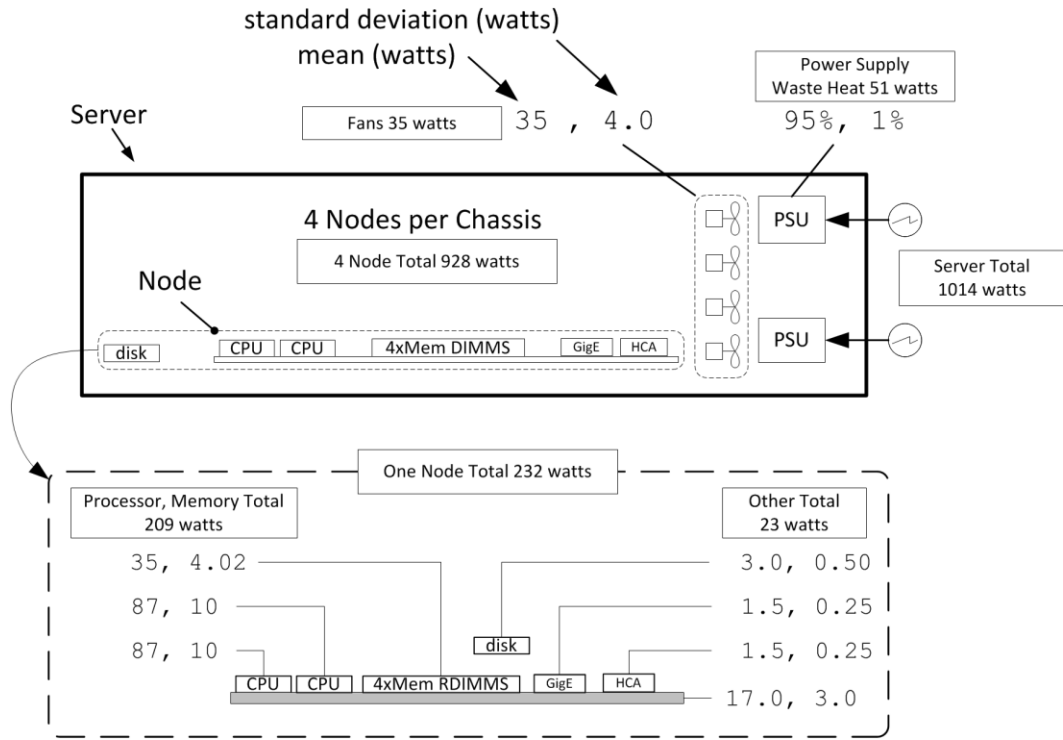 standard deviation (watts)
mean (watts)
Power Supply
Waste Heat 51 watts
Server
Fans 35 watts
35 , 4.0
95%, 1%
4 Nodes per Chassis
4 Node Total 928 watts
PSU
Server Total
1014 watts
Node
disk
CPU
CPU
4xMem DIMMS
GigE
HCA
PSU
One Node Total 232 watts
Processor, Memory Total
209 watts
Other Total
23 watts
35, 4.02
3.0, 0.50
87, 10
1.5, 0.25
87, 10
disk
1.5, 0.25
CPU
CPU
4xMem RDIMMS
GigE
HCA
17.0, 3.0